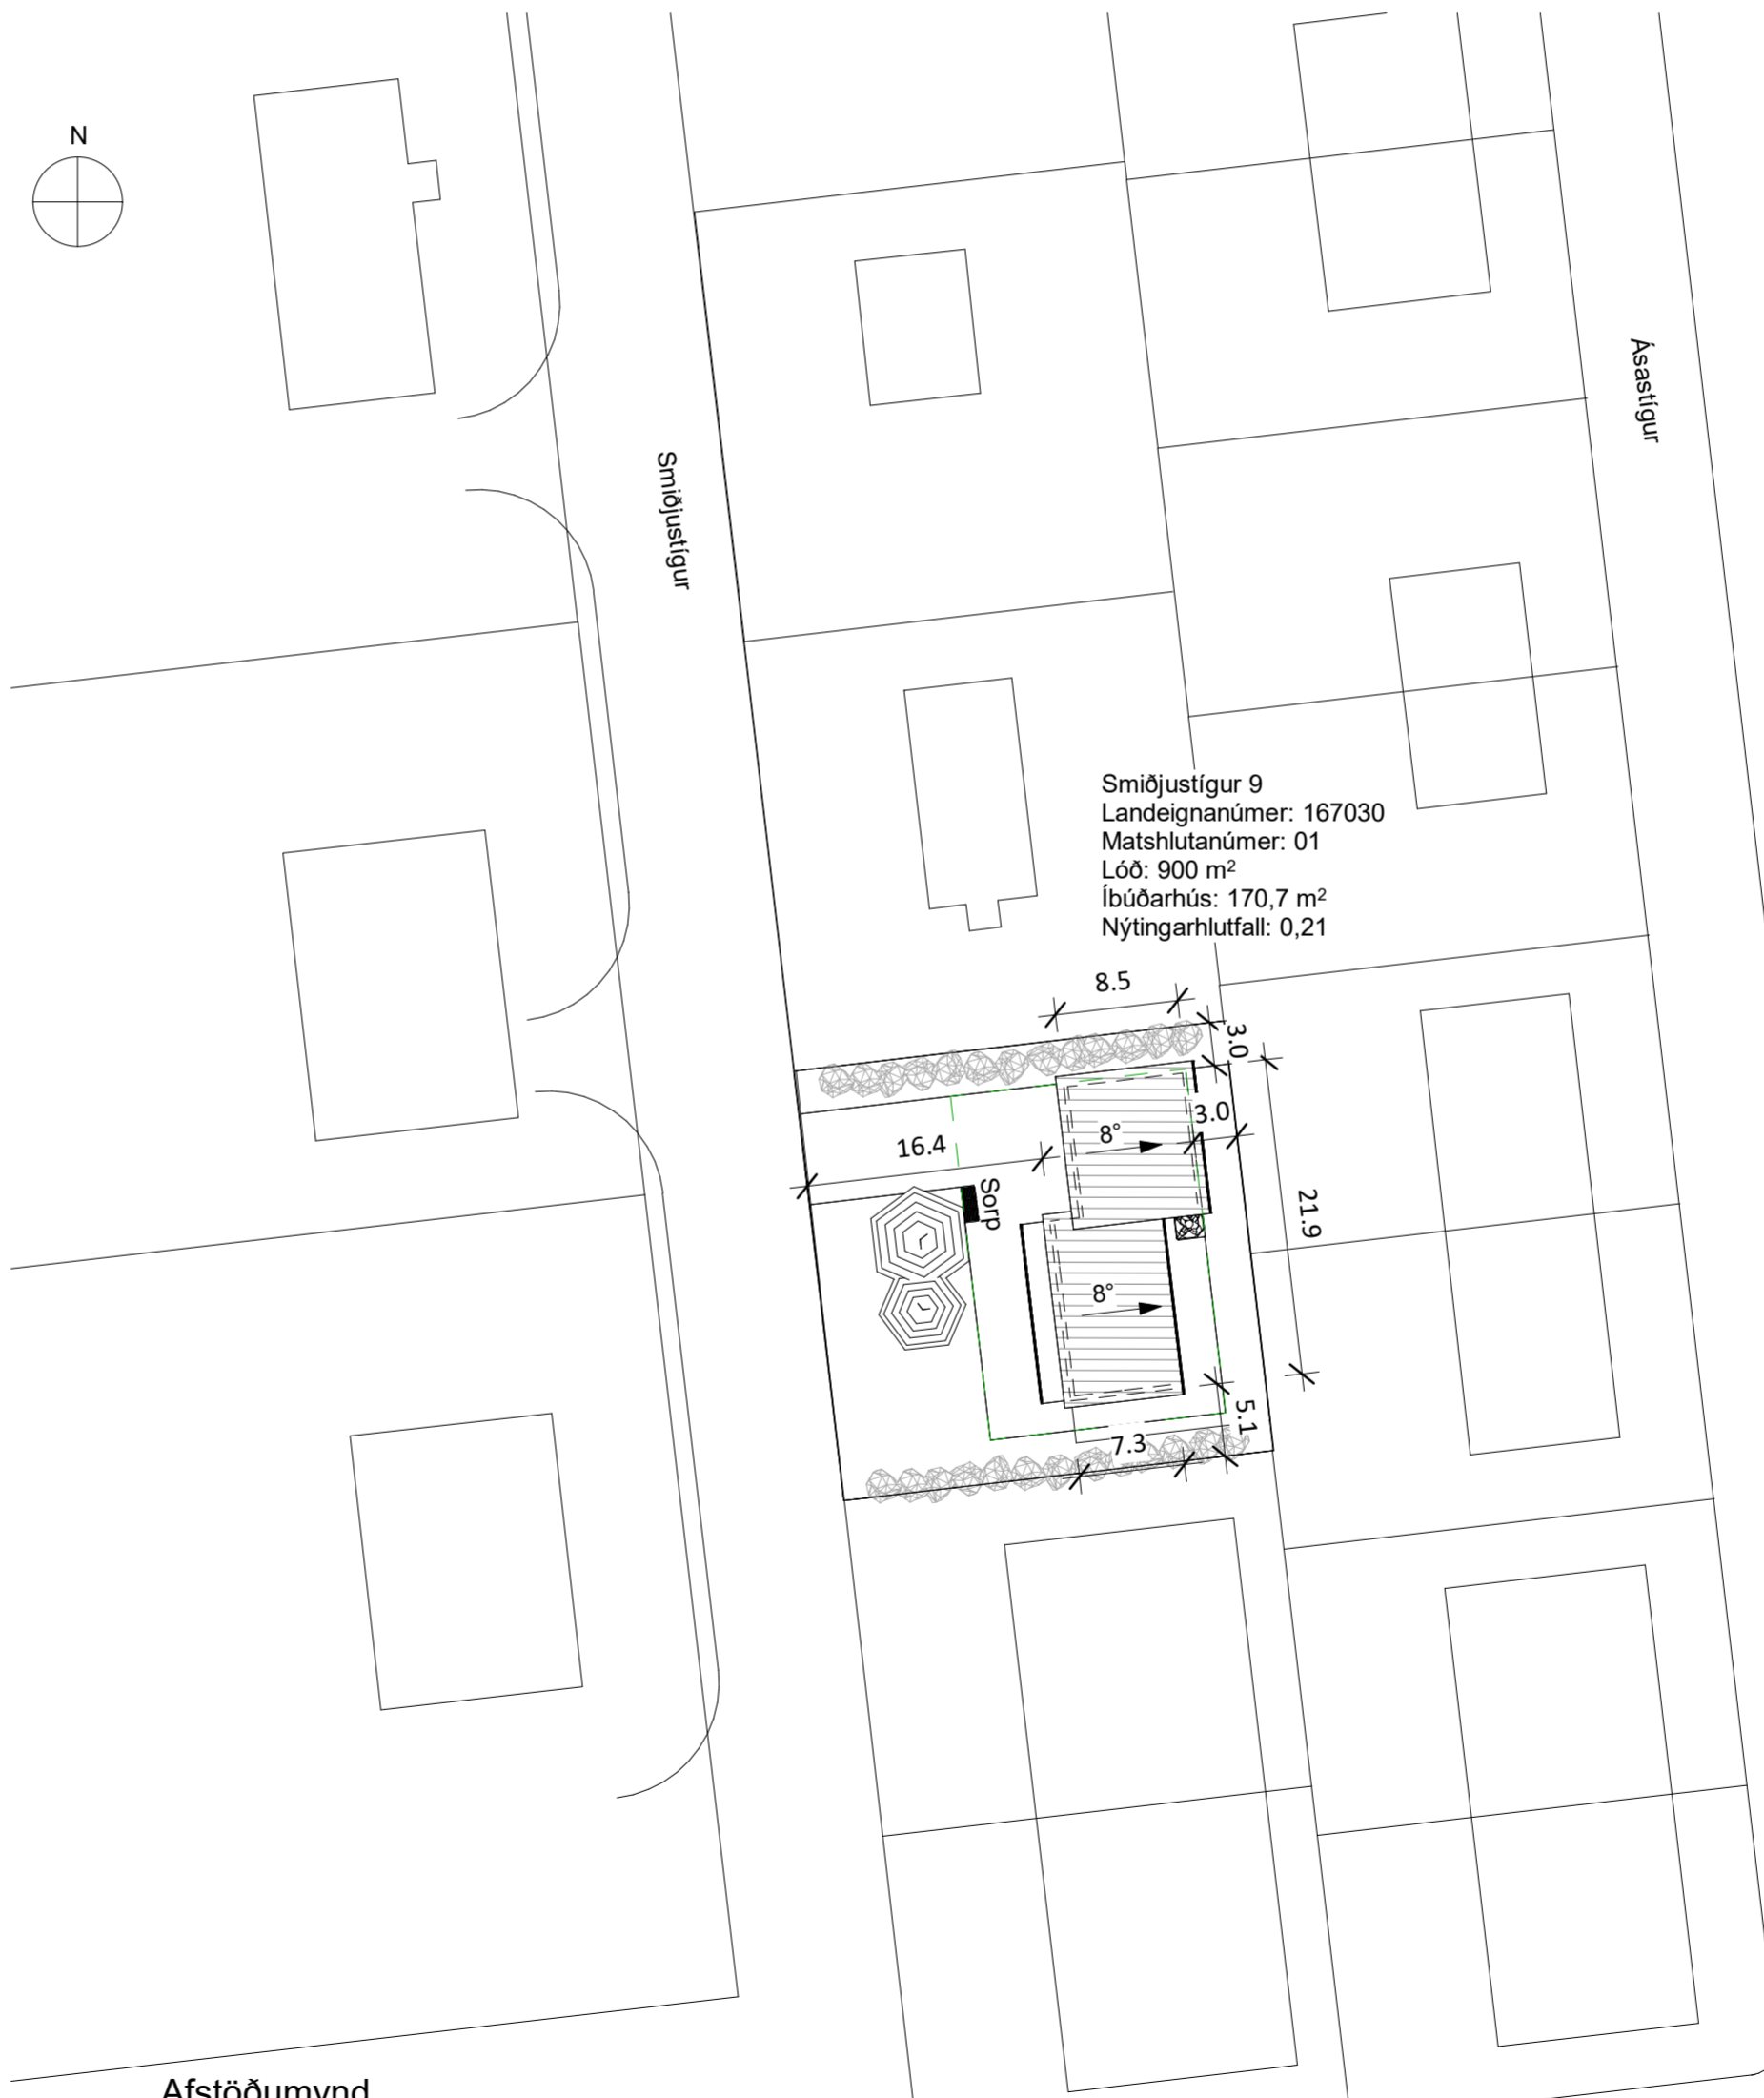 N
Ásastígur
Smiðjustígur
Smiðjustígur 9
Landeignanúmer: 167030
Matshlutanúmer: 01
Lóð: 900 m²
Íbúðarhús: 170,7 m²
Nýtingarhlutfall: 0,21
8.5
3.0
3.0
8°
16.4
Sorp
21.9
8°
5.1
7.3
Afstöðumynd